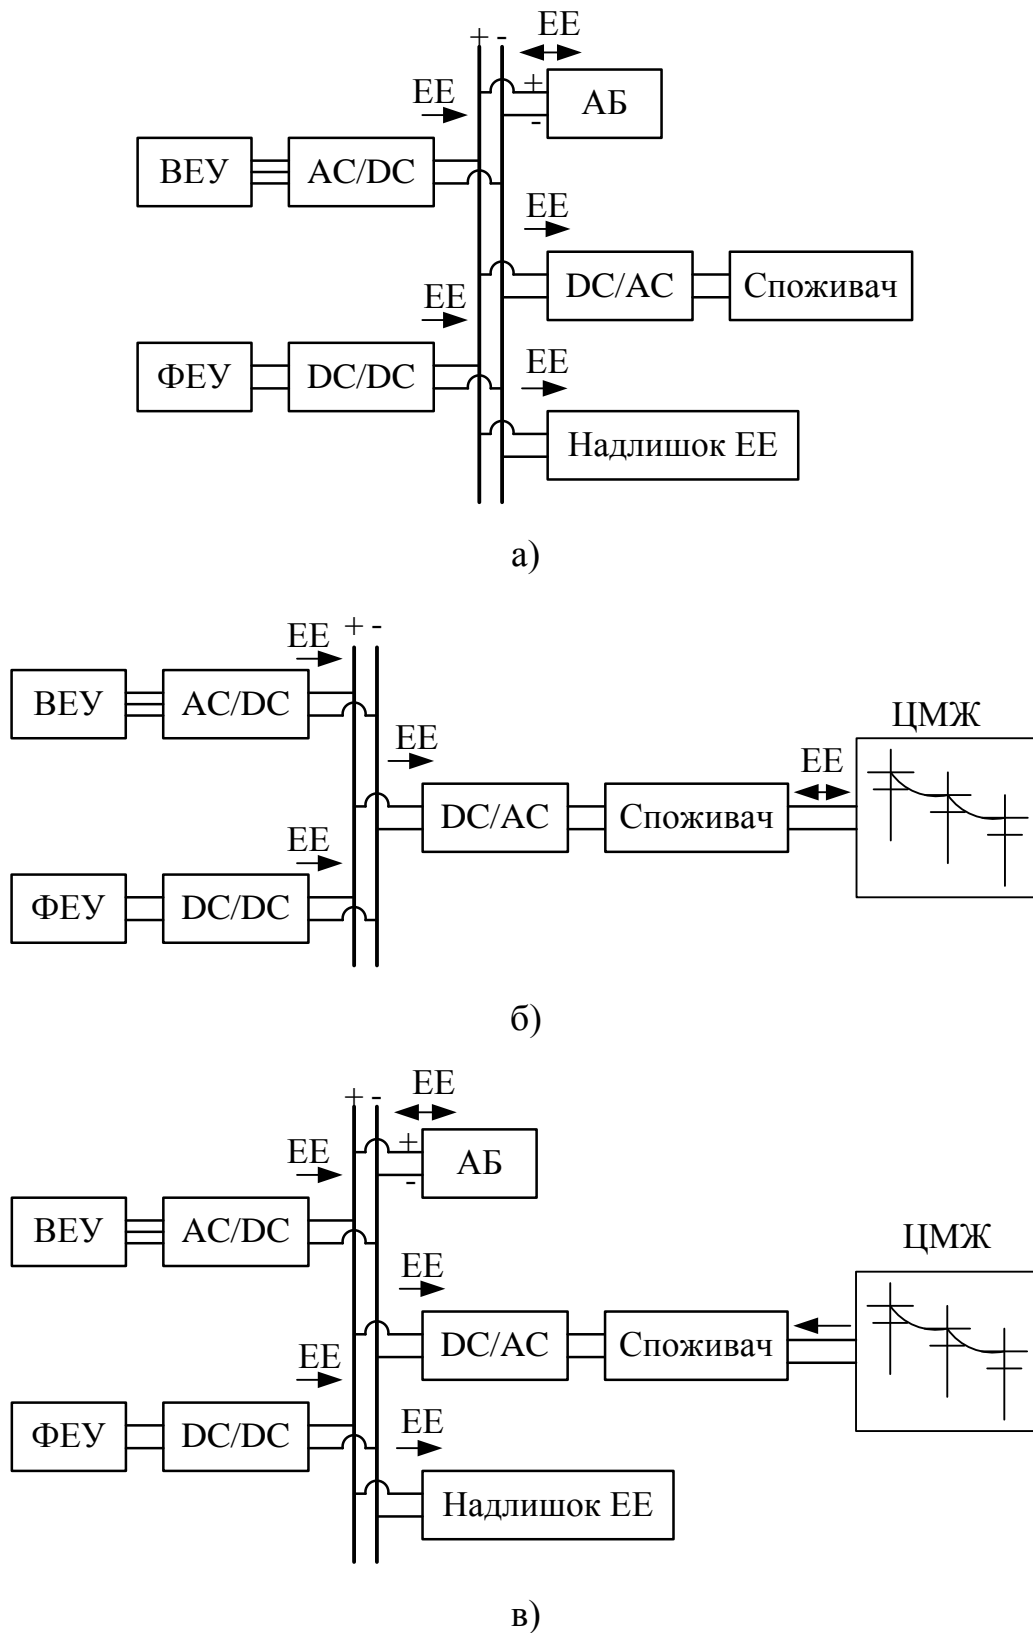 + -
ЕЕ
ЕЕ
+
АБ
-
ВЕУ
AC/DC
ЕЕ
DC/AC
Споживач
ЕЕ
ФЕУ
DC/DC
ЕЕ
Надлишок ЕЕ
а)
+ -
ЕЕ
ВЕУ
AC/DC
ЕЕ
ЦМЖ
ЕЕ
DC/AC
Споживач
ЕЕ
ФЕУ
DC/DC
б)
+ -
ЕЕ
+
АБ
-
ЕЕ
ВЕУ
AC/DC
ЦМЖ
ЕЕ
DC/AC
Споживач
ЕЕ
ФЕУ
DC/DC
ЕЕ
Надлишок ЕЕ
в)